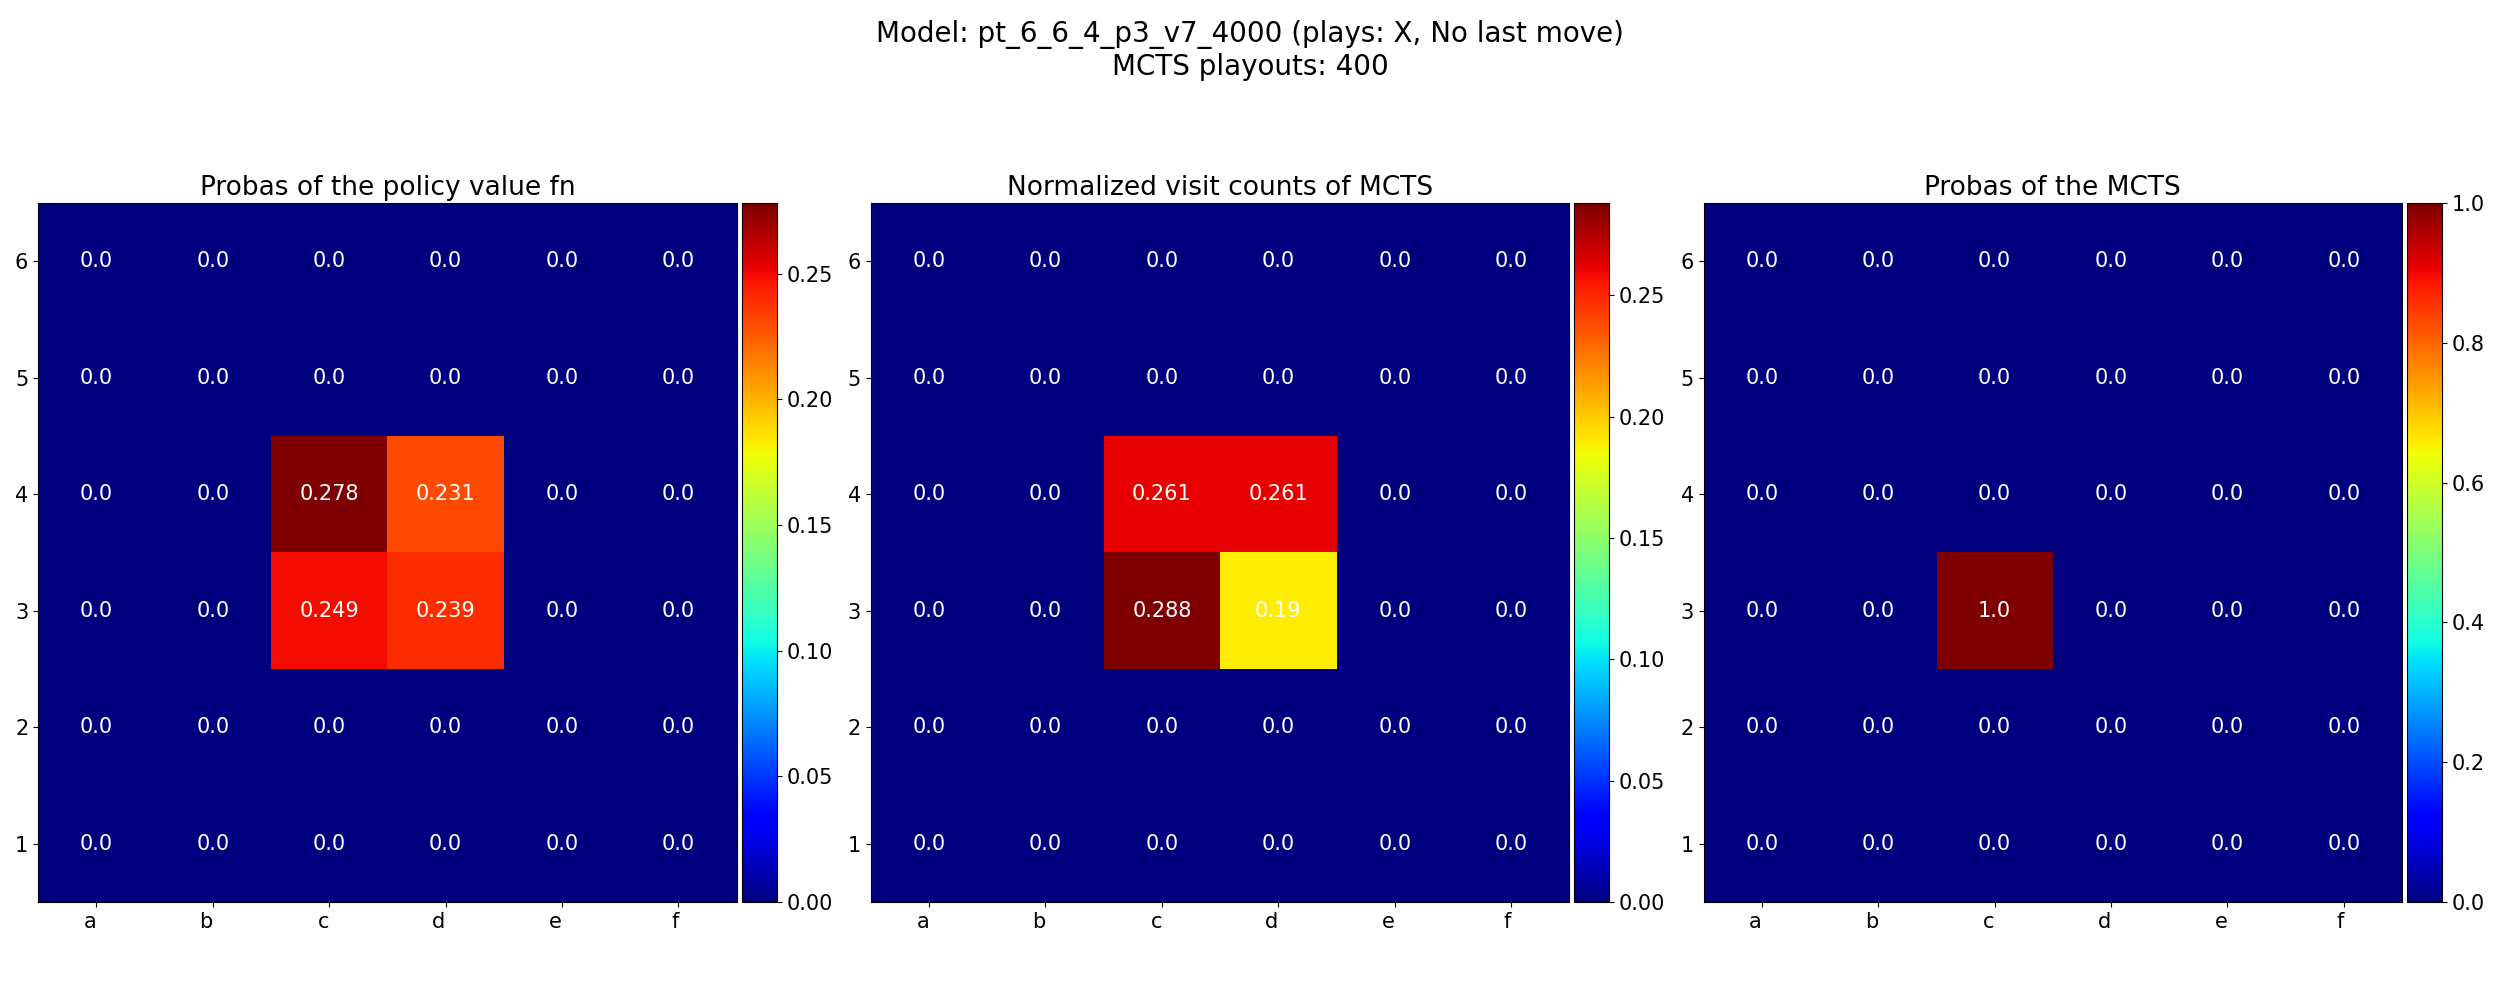 Model: pt_6_6_4_p3_v7_4000 (plays: X, No last move)
MCTS playouts: 400
Probas of the policy value fn
6 0.0 0.0 0.0 0.0 0.0 0.0
5 0.0 0.0 0.0 0.0 0.0 0.0
4 0.0 0.0 0.278 0.231 0.0 0.0
3 0.0 0.0 0.249 0.239 0.0 0.0
2 0.0 0.0 0.0 0.0 0.0 0.0
1 0.0 0.0 0.0 0.0 0.0 0.0
a b c d e f
0.25
0.20
0.15
0.10
0.05
0.00
Normalized visit counts of MCTS
6 0.0 0.0 0.0 0.0 0.0 0.0
5 0.0 0.0 0.0 0.0 0.0 0.0
4 0.0 0.0 0.261 0.261 0.0 0.0
3 0.0 0.0 0.288 0.19 0.0 0.0
2 0.0 0.0 0.0 0.0 0.0 0.0
1 0.0 0.0 0.0 0.0 0.0 0.0
a b c d e f
0.25
0.20
0.15
0.10
0.05
0.00
Probas of the MCTS
6 0.0 0.0 0.0 0.0 0.0 0.0
5 0.0 0.0 0.0 0.0 0.0 0.0
4 0.0 0.0 0.0 0.0 0.0 0.0
3 0.0 0.0 1.0 0.0 0.0 0.0
2 0.0 0.0 0.0 0.0 0.0 0.0
1 0.0 0.0 0.0 0.0 0.0 0.0
a b c d e f
1.0
0.8
0.6
0.4
0.2
0.0